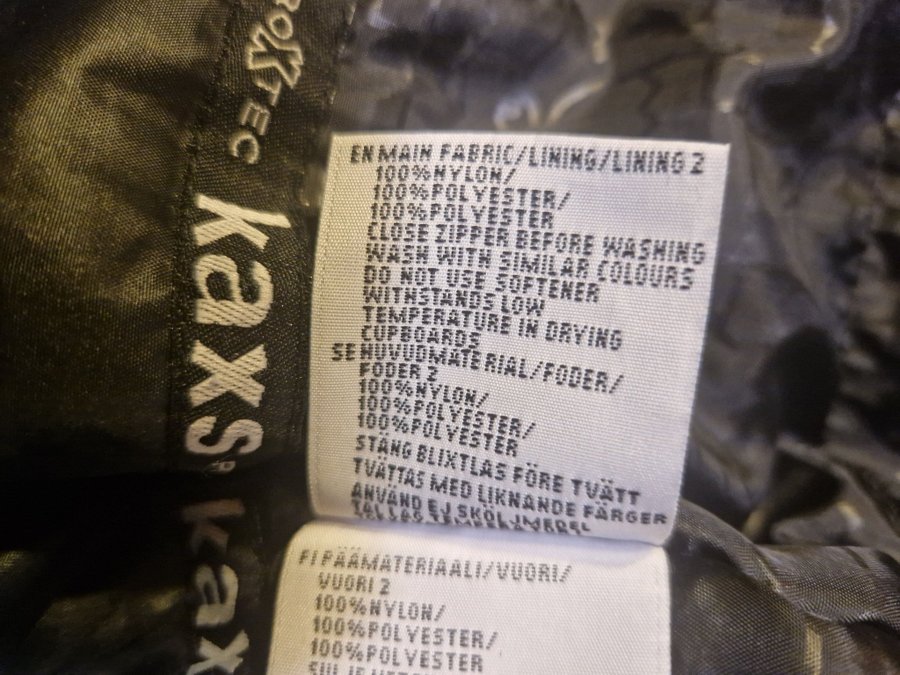 ROXTEC
kaxs
EN MAIN FABRIC/LINING/LINING 2
100%NYLON/
100%POLYESTER/
100%POLYESTER
CLOSE ZIPPER BEFORE WASHING
WASH WITH SIMILAR COLOURS
DO NOT USE SOFTENER
WITHSTANDS LOW
TEMPERATURE IN DRYING
CUPBOARDS
SE HUVUDMATERIAL/FODER/
FODER 2
100%NYLON/
100%POLYESTER/
100%POLYESTER
STÄNG BLIXTLÅS FÖRE TVÄTT
TVÄTTAS MED LIKNANDE FÄRGER
ANVÄND EJ SKÖLJMEDEL
kax
FI PÄÄMATERIAALI/VUORI/
VUORI 2
100%NYLON/
100%POLYESTER/
100%POLYESTER